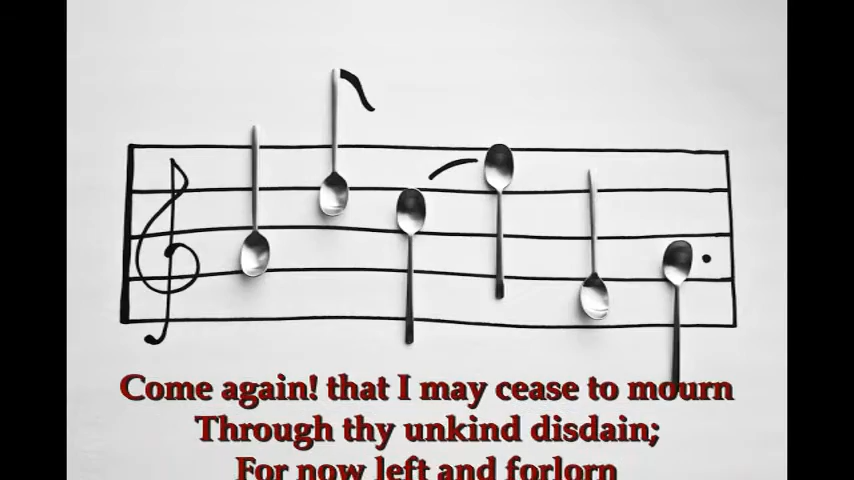 Come again! that I may cease to mourn
Through thy unkind disdain;
For now left and forlorn